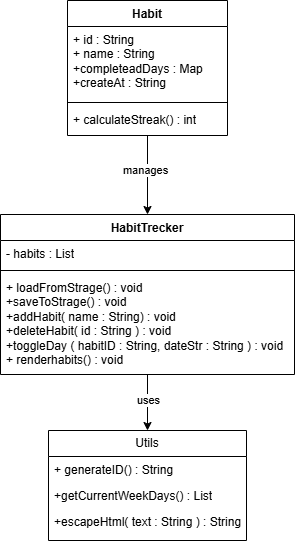 Habit
+ id : String
+ name : String
+completeadDays : Map
+createAt : String
+ calculateStreak() : int
manages
HabitTrecker
- habits : List
+ loadFromStrage() : void
+saveToStrage() : void
+addHabit( name : String) : void
+deleteHabit( id : String ) : void
+toggleDay ( habitID : String, dateStr : String ) : void
+ renderhabits() : void
uses
Utils
+ generateID() : String
+getCurrentWeekDays() : List
+escapeHtml( text : String ) : String